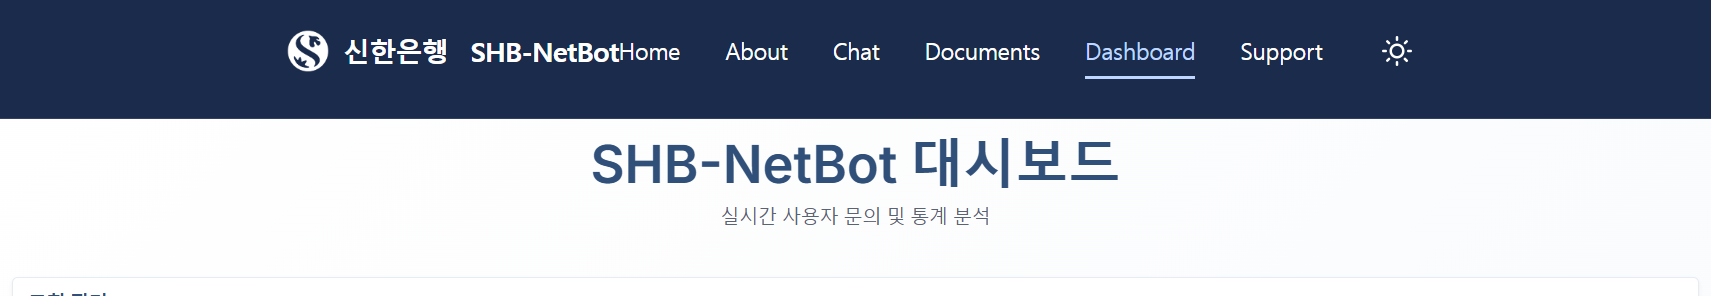 신한은행 SHB-NetBot Home About Chat Documents Dashboard Support
SHB-NetBot 대시보드
실시간 사용자 문의 및 통계 분석